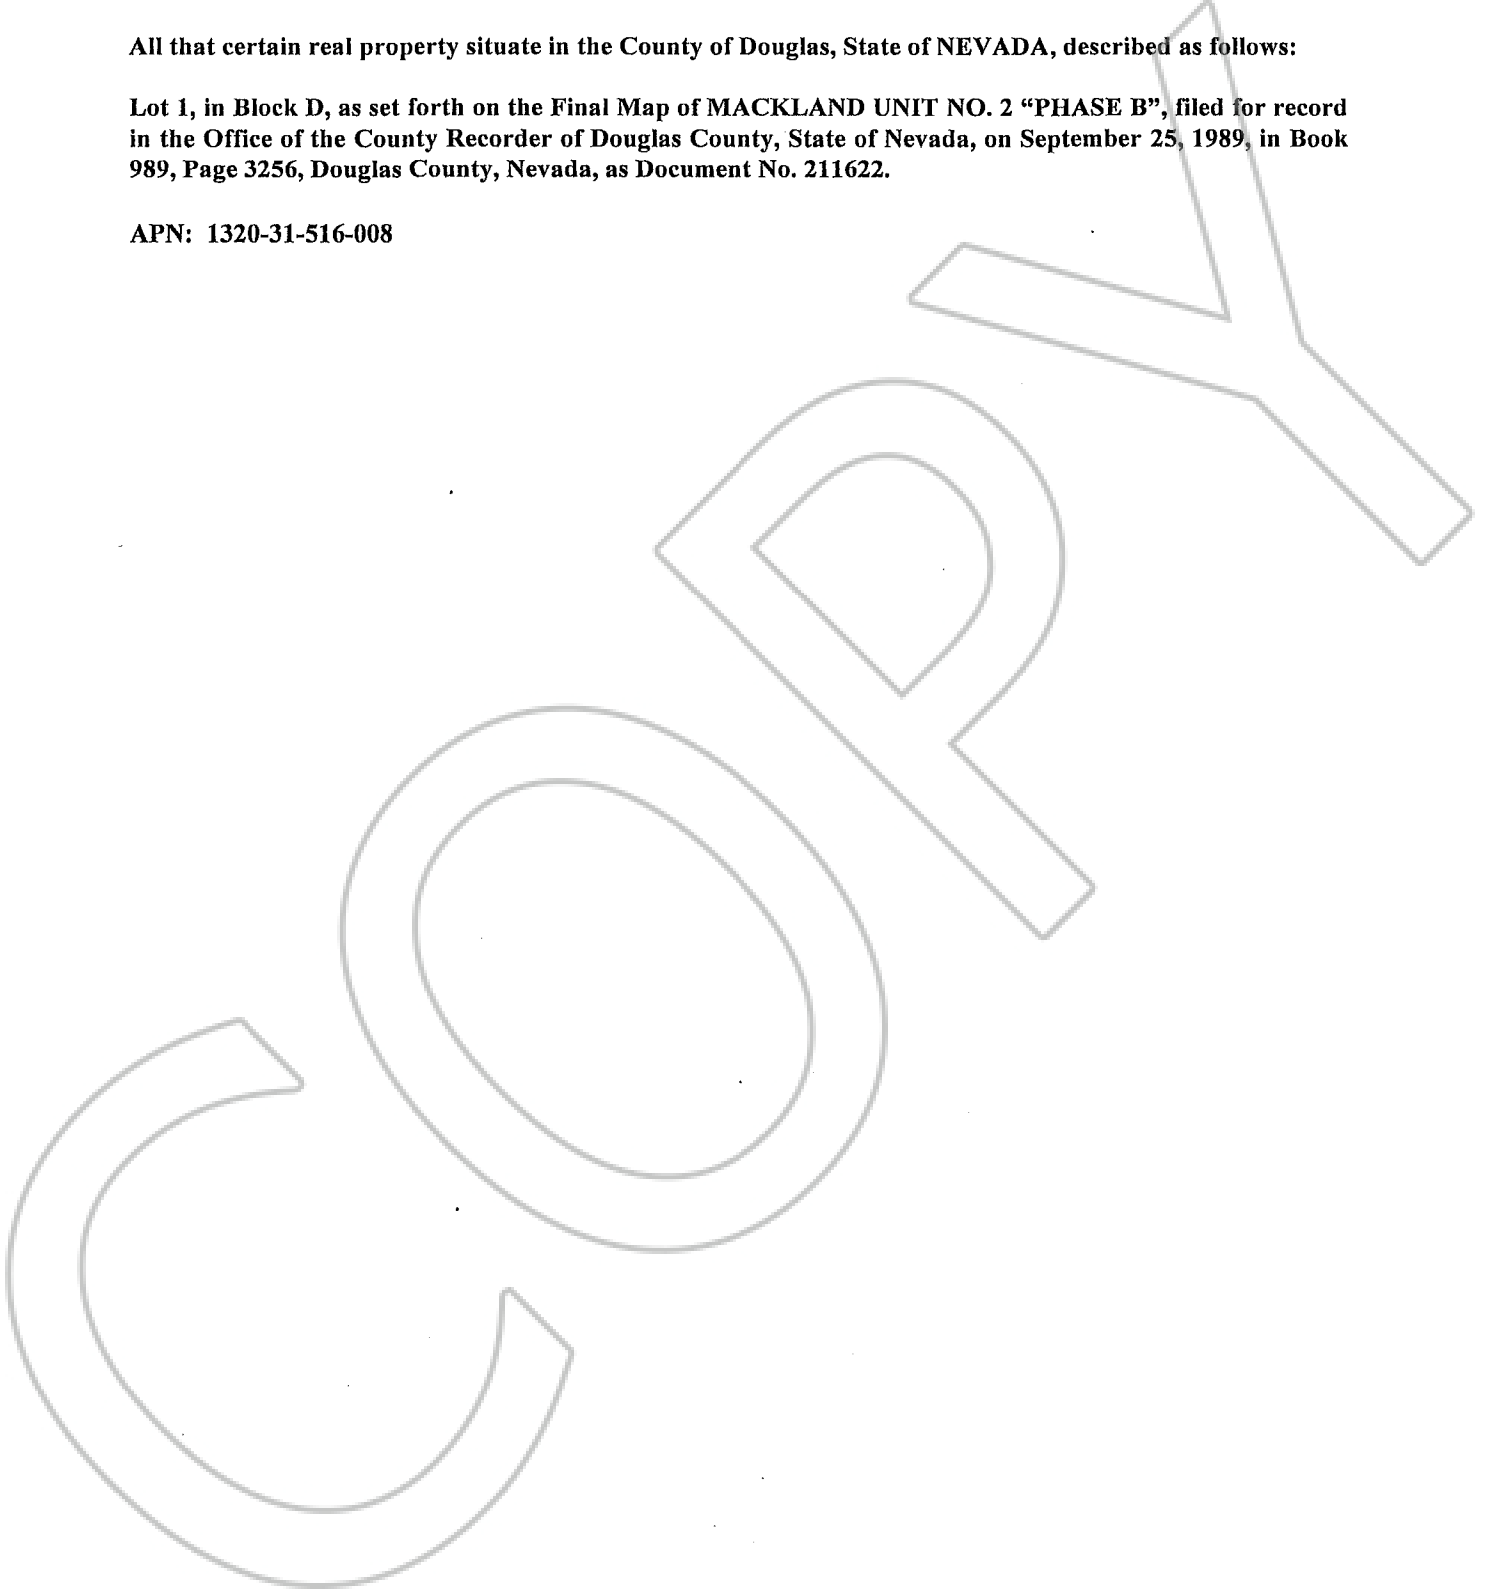 All that certain real property situate in the County of Douglas, State of NEVADA, described as follows:
Lot 1, in Block D, as set forth on the Final Map of MACKLAND UNIT NO. 2 “PHASE B”, filed for record
in the Office of the County Recorder of Douglas County, State of Nevada, on September 25, 1989, in Book
989, Page 3256, Douglas County, Nevada, as Document No. 211622.
APN: 1320-31-516-008
COPY